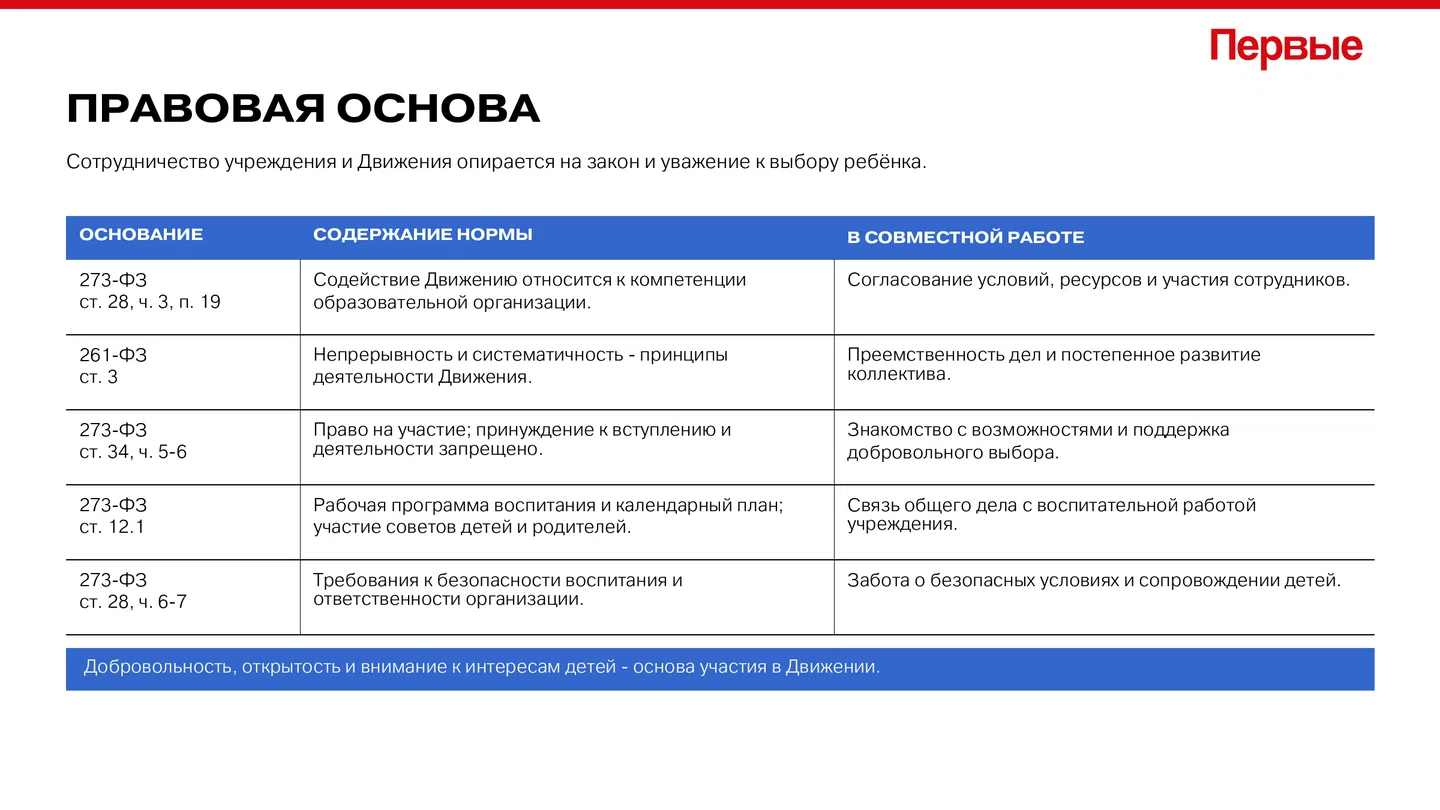 Первые
ПРАВОВАЯ ОСНОВА
Сотрудничество учреждения и Движения опирается на закон и уважение к выбору ребёнка.
ОСНОВАНИЕ
СОДЕРЖАНИЕ НОРМЫ
В СОВМЕСТНОЙ РАБОТЕ
273-ФЗ
ст. 28, ч. 3, п. 19
Содействие Движению относится к компетенции
образовательной организации.
Согласование условий, ресурсов и участия сотрудников.
261-ФЗ
ст. 3
Непрерывность и систематичность - принципы
деятельности Движения.
Преемственность дел и постепенное развитие
коллектива.
273-ФЗ
ст. 34, ч. 5-6
Право на участие; принуждение к вступлению и
деятельности запрещено.
Знакомство с возможностями и поддержка
добровольного выбора.
273-ФЗ
ст. 12.1
Рабочая программа воспитания и календарный план;
участие советов детей и родителей.
Связь общего дела с воспитательной работой
учреждения.
273-ФЗ
ст. 28, ч. 6-7
Требования к безопасности воспитания и
ответственности организации.
Забота о безопасных условиях и сопровождении детей.
Добровольность, открытость и внимание к интересам детей - основа участия в Движении.